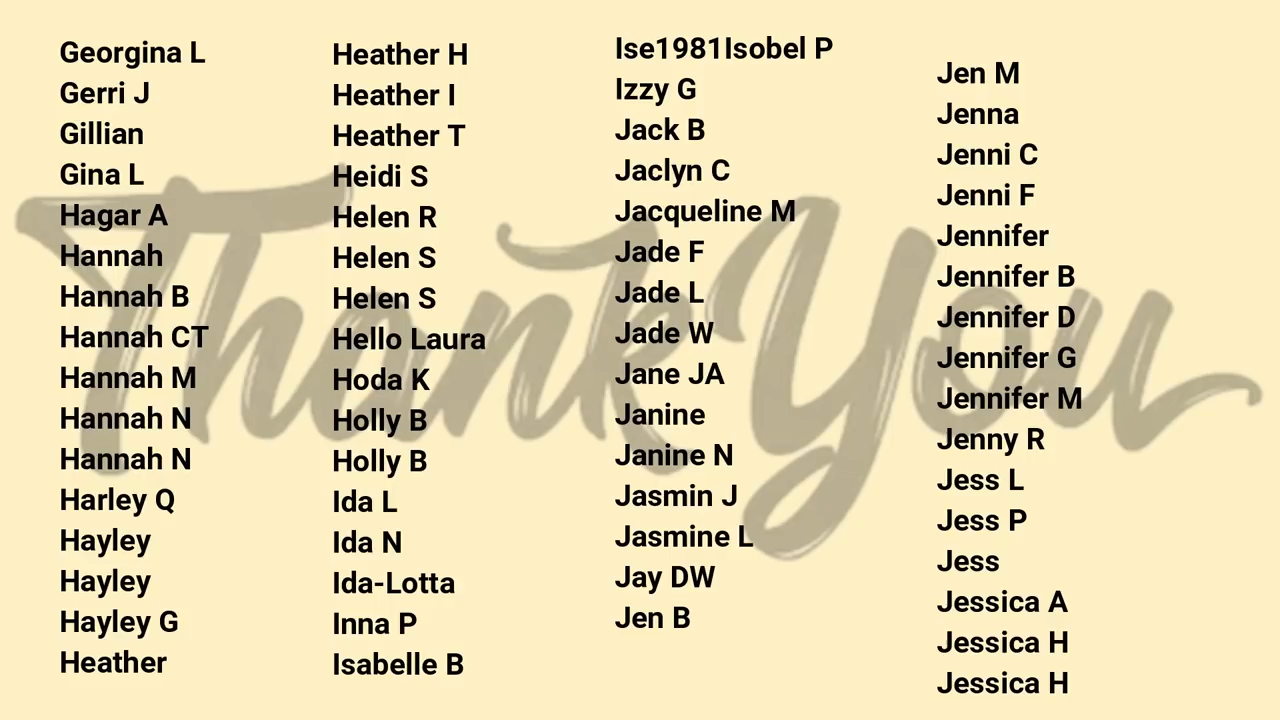 Georgina L
Gerri J
Gillian
Gina L
Hagar A
Hannah
Hannah B
Hannah CT
Hannah M
Hannah N
Hannah N
Harley Q
Hayley
Hayley
Hayley G
Heather
Heather H
Heather I
Heather T
Heidi S
Helen R
Helen S
Helen S
Hello Laura
Hoda K
Holly B
Holly B
Ida L
Ida N
Ida-Lotta
Inna P
Isabelle B
Ise1981Isobel P
Izzy G
Jack B
Jaclyn C
Jacqueline M
Jade F
Jade L
Jade W
Jane JA
Janine
Janine N
Jasmin J
Jasmine L
Jay DW
Jen B
Jen M
Jenna
Jenni C
Jenni F
Jennifer
Jennifer B
Jennifer D
Jennifer G
Jennifer M
Jenny R
Jess L
Jess P
Jess
Jessica A
Jessica H
Jessica H
Thank You